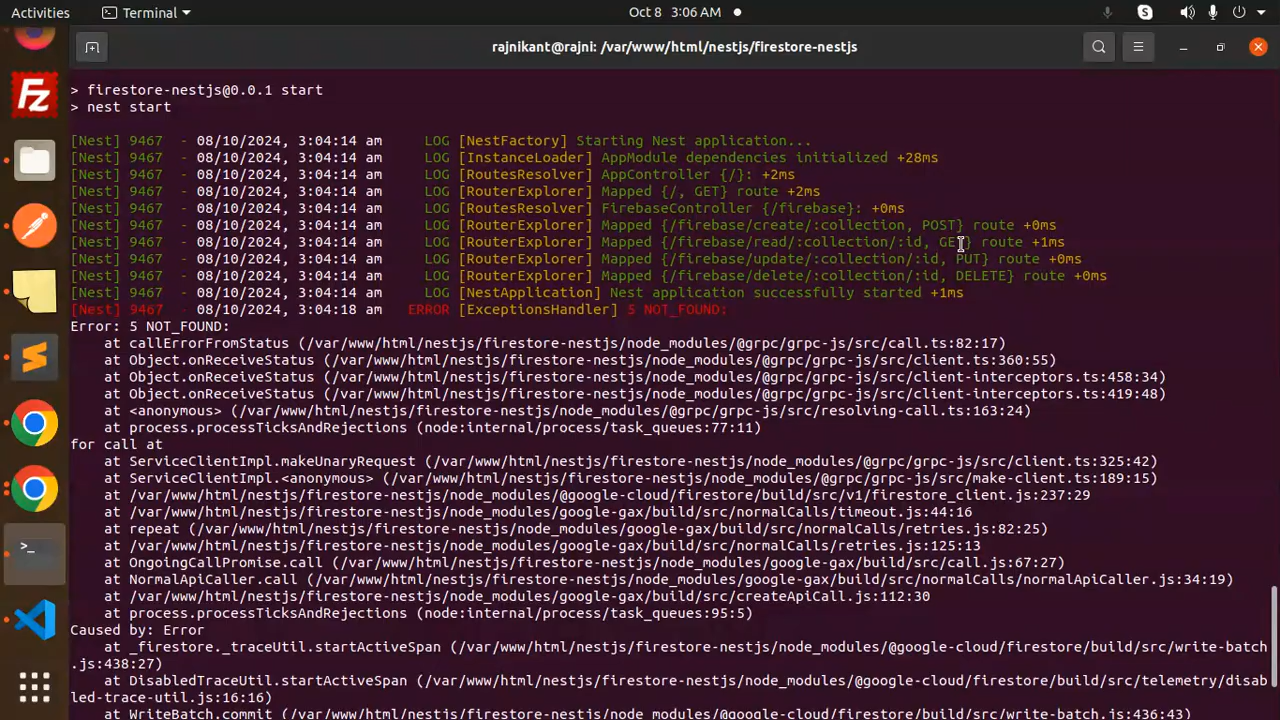 Activities
Terminal
Oct 8 3:06 AM
S
rajnikant@rajni: /var/www/html/nestjs/firestore-nestjs
Fz
> firestore-nestjs@0.0.1 start
> nest start
[Nest] 9467  - 08/10/2024, 3:04:14 am     LOG [NestFactory] Starting Nest application...
[Nest] 9467  - 08/10/2024, 3:04:14 am     LOG [InstanceLoader] AppModule dependencies initialized +28ms
[Nest] 9467  - 08/10/2024, 3:04:14 am     LOG [RoutesResolver] AppController {/}: +2ms
[Nest] 9467  - 08/10/2024, 3:04:14 am     LOG [RouterExplorer] Mapped {/, GET} route +2ms
[Nest] 9467  - 08/10/2024, 3:04:14 am     LOG [RoutesResolver] FirebaseController {/firebase}: +0ms
[Nest] 9467  - 08/10/2024, 3:04:14 am     LOG [RouterExplorer] Mapped {/firebase/create/:collection, POST} route +0ms
[Nest] 9467  - 08/10/2024, 3:04:14 am     LOG [RouterExplorer] Mapped {/firebase/read/:collection/:id, GET} route +1ms
[Nest] 9467  - 08/10/2024, 3:04:14 am     LOG [RouterExplorer] Mapped {/firebase/update/:collection/:id, PUT} route +0ms
[Nest] 9467  - 08/10/2024, 3:04:14 am     LOG [RouterExplorer] Mapped {/firebase/delete/:collection/:id, DELETE} route +0ms
[Nest] 9467  - 08/10/2024, 3:04:14 am     LOG [NestApplication] Nest application successfully started +1ms
[Nest] 9467  - 08/10/2024, 3:04:18 am   ERROR [ExceptionsHandler] 5 NOT_FOUND:
Error: 5 NOT_FOUND:
    at callErrorFromStatus (/var/www/html/nestjs/firestore-nestjs/node_modules/@grpc/grpc-js/src/call.ts:82:17)
    at Object.onReceiveStatus (/var/www/html/nestjs/firestore-nestjs/node_modules/@grpc/grpc-js/src/client.ts:360:55)
    at Object.onReceiveStatus (/var/www/html/nestjs/firestore-nestjs/node_modules/@grpc/grpc-js/src/client-interceptors.ts:458:34)
    at Object.onReceiveStatus (/var/www/html/nestjs/firestore-nestjs/node_modules/@grpc/grpc-js/src/client-interceptors.ts:419:48)
    at <anonymous> (/var/www/html/nestjs/firestore-nestjs/node_modules/@grpc/grpc-js/src/resolving-call.ts:163:24)
    at process.processTicksAndRejections (node:internal/process/task_queues:77:11)
for call at
    at ServiceClientImpl.makeUnaryRequest (/var/www/html/nestjs/firestore-nestjs/node_modules/@grpc/grpc-js/src/client.ts:325:42)
    at ServiceClientImpl.<anonymous> (/var/www/html/nestjs/firestore-nestjs/node_modules/@grpc/grpc-js/src/make-client.ts:189:15)
    at /var/www/html/nestjs/firestore-nestjs/node_modules/@google-cloud/firestore/build/src/v1/firestore_client.js:237:29
    at /var/www/html/nestjs/firestore-nestjs/node_modules/google-gax/build/src/normalCalls/timeout.js:44:16
    at repeat (/var/www/html/nestjs/firestore-nestjs/node_modules/google-gax/build/src/normalCalls/retries.js:82:25)
    at /var/www/html/nestjs/firestore-nestjs/node_modules/google-gax/build/src/normalCalls/retries.js:125:13
    at OngoingCallPromise.call (/var/www/html/nestjs/firestore-nestjs/node_modules/google-gax/build/src/call.js:67:27)
    at NormalApiCaller.call (/var/www/html/nestjs/firestore-nestjs/node_modules/google-gax/build/src/normalCalls/normalApiCaller.js:34:19)
    at /var/www/html/nestjs/firestore-nestjs/node_modules/google-gax/build/src/createApiCall.js:112:30
    at process.processTicksAndRejections (node:internal/process/task_queues:95:5)
Caused by: Error
    at _firestore._traceUtil.startActiveSpan (/var/www/html/nestjs/firestore-nestjs/node_modules/@google-cloud/firestore/build/src/write-batch
.js:438:27)
    at DisabledTraceUtil.startActiveSpan (/var/www/html/nestjs/firestore-nestjs/node_modules/@google-cloud/firestore/build/src/telemetry/disab
led-trace-util.js:16:16)
    at WriteBatch.commit (/var/www/html/nestjs/firestore-nestjs/node_modules/@google-cloud/firestore/build/src/write-batch.js:436:43)